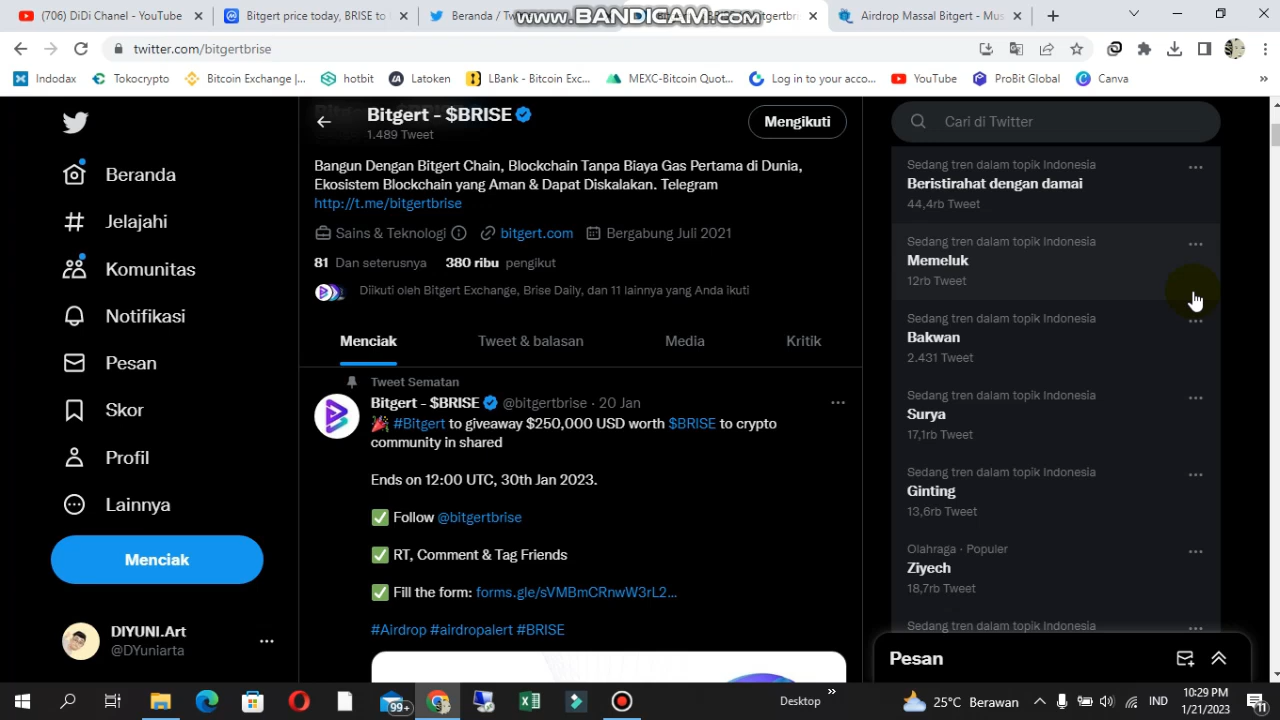 (706) DiDi Chanel - YouTube
Bitgert price today, BRISE to
Beranda / Tw
www.BANDICAM.com
Bitgertbri
Airdrop Massal Bitgert - Mus
twitter.com/bitgertbrise
Indodax
Tokocrypto
Bitcoin Exchange |...
hotbit
Latoken
LBank - Bitcoin Exc...
MEXC-Bitcoin Quot...
Log in to your acco...
YouTube
ProBit Global
Canva
»
Beranda
Jelajahi
Komunitas
Notifikasi
Pesan
Skor
Profil
Lainnya
Menciak
DIYUNI.Art
@DYuniarta
Bitgert - $BRISE
1.489 Tweet
Mengikuti
Bangun Dengan Bitgert Chain, Blockchain Tanpa Biaya Gas Pertama di Dunia,
Ekosistem Blockchain yang Aman & Dapat Diskalakan. Telegram
http://t.me/bitgertbrise
Sains & Teknologi bitgert.com Bergabung Juli 2021
81 Dan seterusnya 380 ribu pengikut
Diikuti oleh Bitgert Exchange, Brise Daily, dan 11 lainnya yang Anda ikuti
Menciak Tweet & balasan Media Kritik
Tweet Sematan
Bitgert - $BRISE @bitgertbrise · 20 Jan
#Bitgert to giveaway $250,000 USD worth $BRISE to crypto
community in shared
Ends on 12:00 UTC, 30th Jan 2023.
Follow @bitgertbrise
RT, Comment & Tag Friends
Fill the form: forms.gle/sVMBmCRnwW3rL2...
#Airdrop #airdropalert #BRISE
Cari di Twitter
Sedang tren dalam topik Indonesia
Beristirahat dengan damai
44,4rb Tweet
Sedang tren dalam topik Indonesia
Memeluk
12rb Tweet
Sedang tren dalam topik Indonesia
Bakwan
2.431 Tweet
Sedang tren dalam topik Indonesia
Surya
17,1rb Tweet
Sedang tren dalam topik Indonesia
Ginting
13,6rb Tweet
Olahraga · Populer
Ziyech
18,7rb Tweet
Sedang tren dalam topik Indonesia
Pesan
99+
Desktop
»
25°C Berawan
IND
10:29 PM
1/21/2023
11